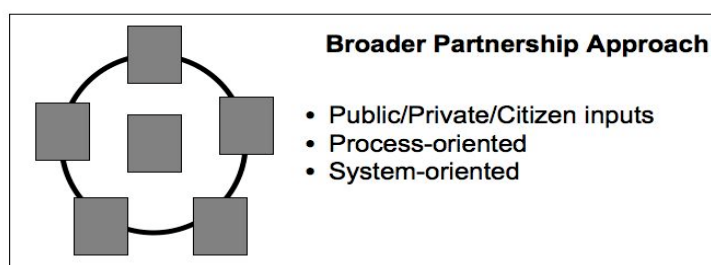 Broader Partnership Approach
• Public/Private/Citizen inputs
• Process-oriented
• System-oriented